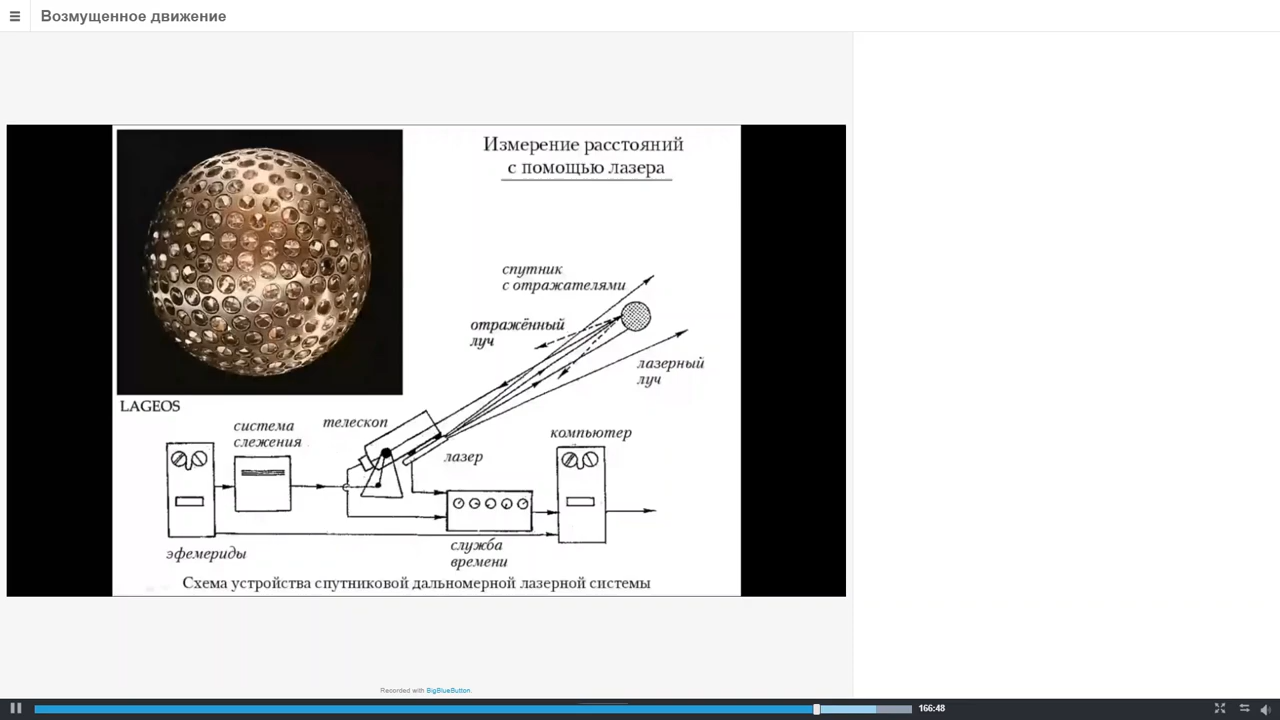 Возмущенное движение
Измерение расстояний
с помощью лазера
спутник
с отражателями
отражённый
луч
лазерный
луч
LAGEOS
система
слежения
телескоп
компьютер
лазер
служба
времени
эфемериды
Схема устройства спутниковой дальномерной лазерной системы
Recorded with BigBlueButton.
166:48